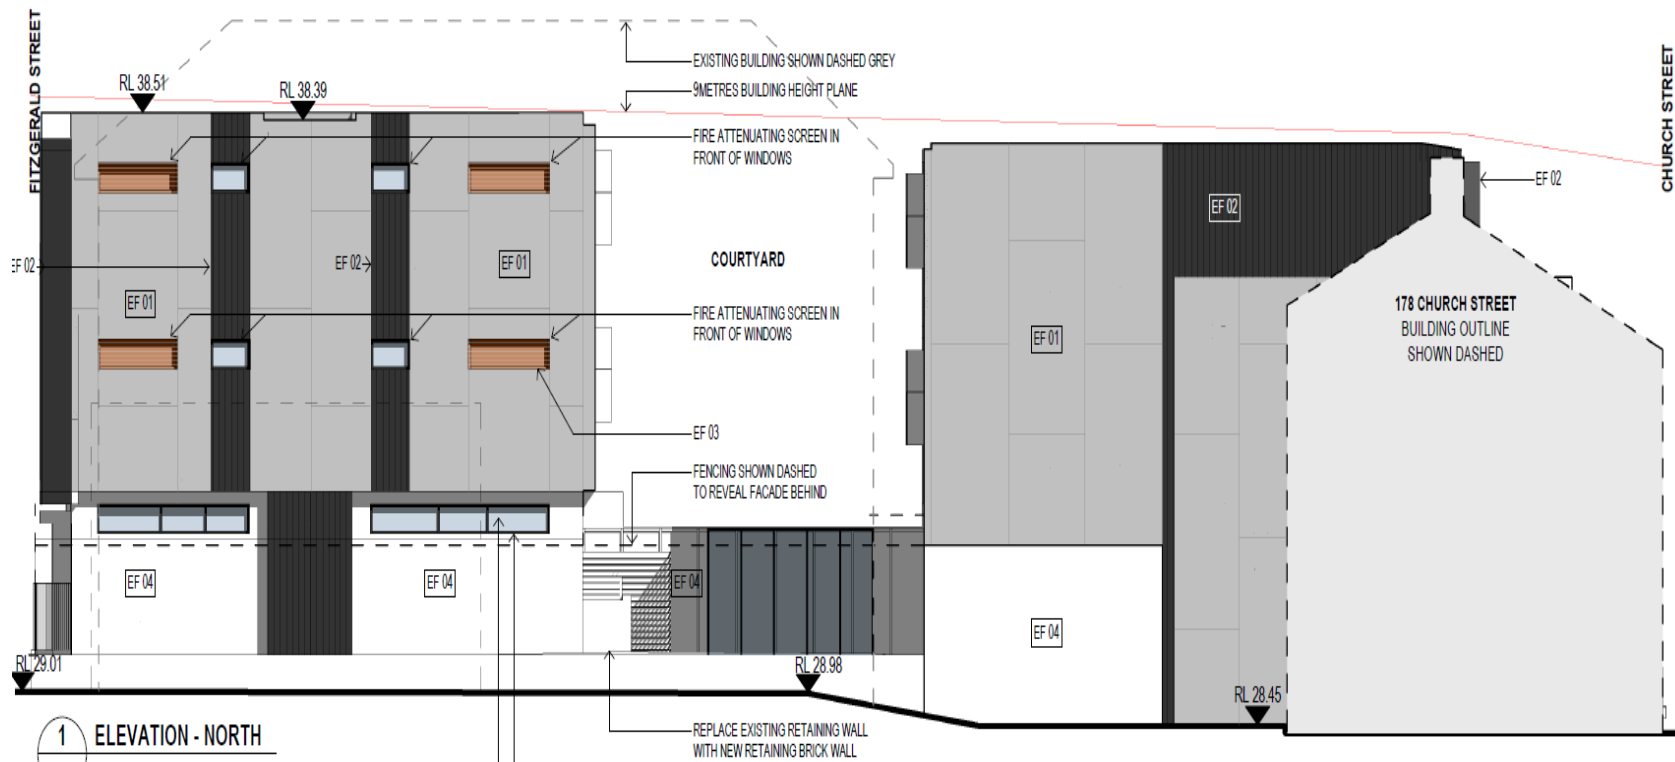 FITZGERALD STREET
CHURCH STREET
EXISTING BUILDING SHOWN DASHED GREY
RL 38.51
RL 38.39
9METRES BUILDING HEIGHT PLANE
FIRE ATTENUATING SCREEN IN
FRONT OF WINDOWS
EF 02
EF 02
EF 02
EF 02
COURTYARD
EF 01
EF 01
178 CHURCH STREET
BUILDING OUTLINE
SHOWN DASHED
FIRE ATTENUATING SCREEN IN
FRONT OF WINDOWS
EF 01
EF 03
FENCING SHOWN DASHED
TO REVEAL FACADE BEHIND
EF 04
EF 04
EF 04
EF 04
RL 29.01
RL 28.98
RL 28.45
1 ELEVATION - NORTH
REPLACE EXISTING RETAINING WALL
WITH NEW RETAINING BRICK WALL